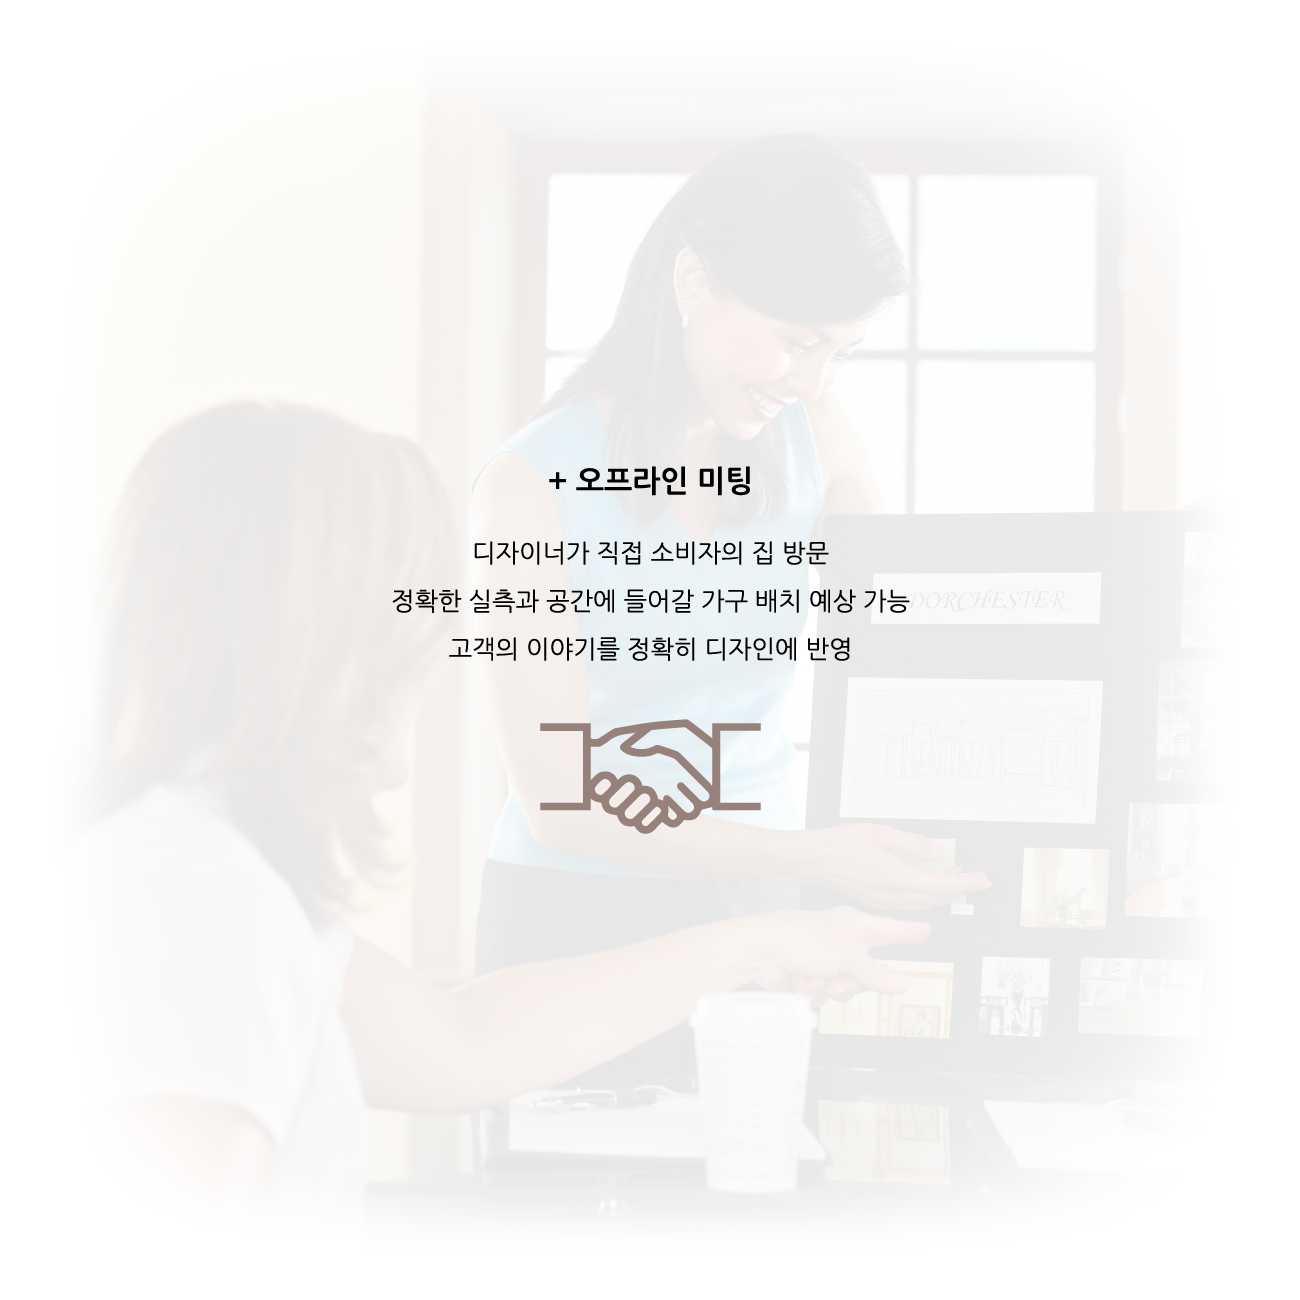 + 오프라인 미팅
디자이너가 직접 소비자의 집 방문
정확한 실측과 공간에 들어갈 가구 배치 예상 가능
고객의 이야기를 정확히 디자인에 반영
DORCHESTER